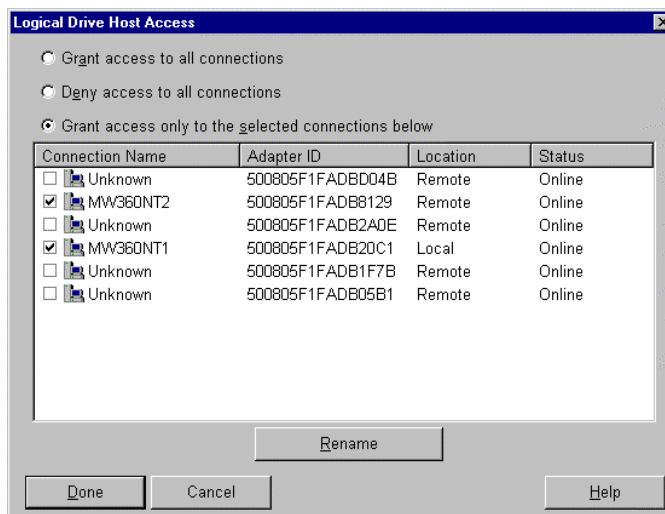 Logical Drive Host Access
Grant access to all connections
Deny access to all connections
Grant access only to the selected connections below
Connection Name Adapter ID Location Status
Unknown 500805F1FADBD04B Remote Online
MW360NT2 500805F1FADB8129 Remote Online
Unknown 500805F1FADB2A0E Remote Online
MW360NT1 500805F1FADB20C1 Local Online
Unknown 500805F1FADB1F7B Remote Online
Unknown 500805F1FADB05B1 Remote Online
Rename
Done Cancel Help